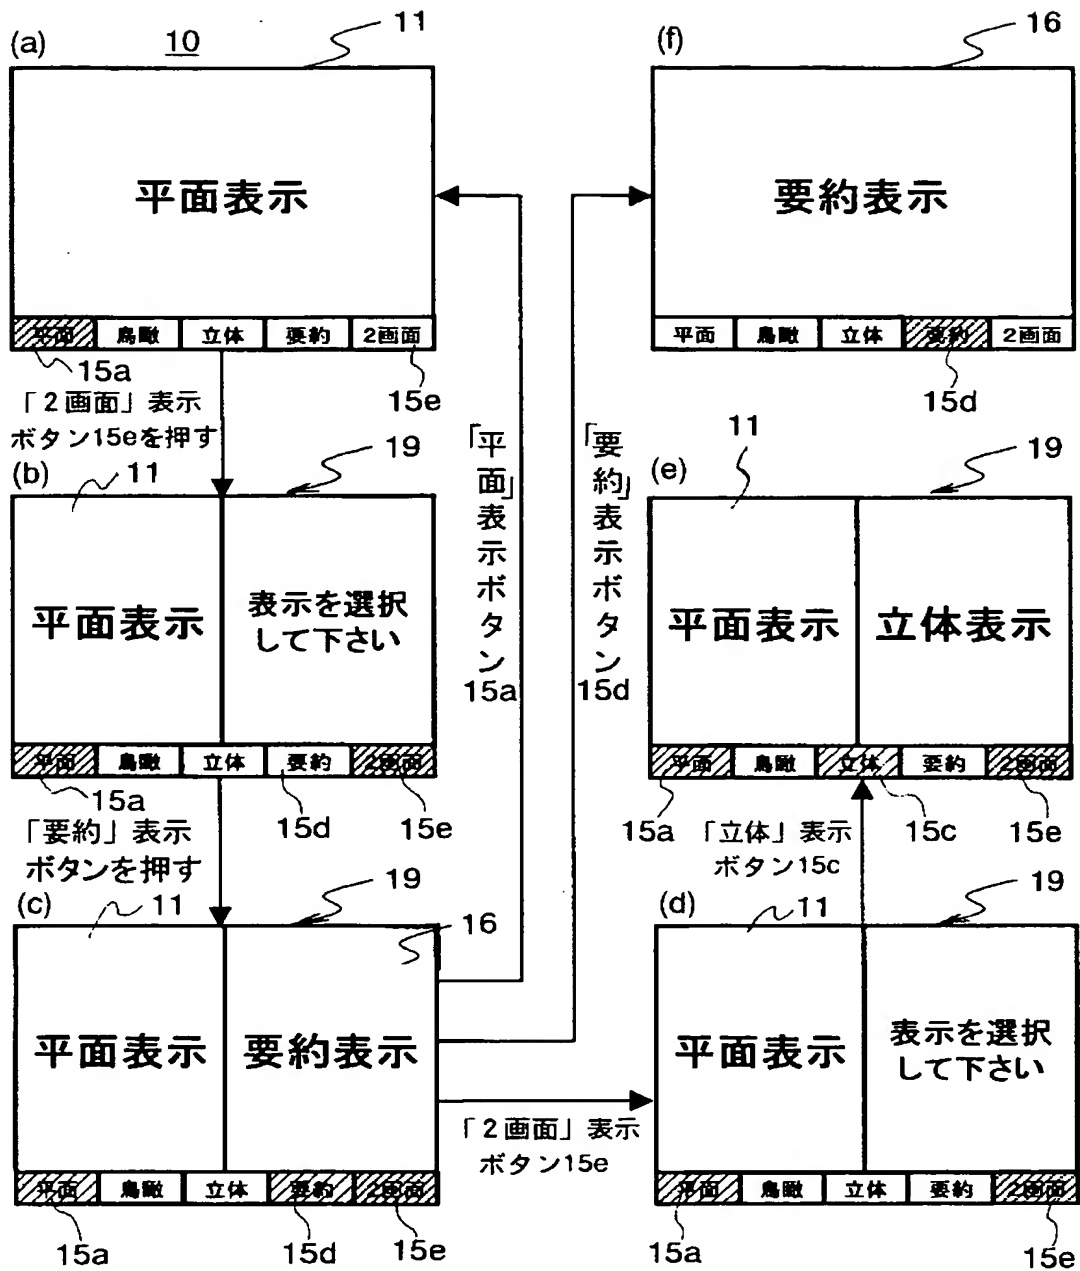 (a)
10
11
平面表示
平面
鳥瞰
立体
要約
2画面
15a
15e
「2画面」表示
ボタン15eを押す
(b)
11
19
平面表示
表示を選択
して下さい
平面
鳥瞰
立体
要約
2画面
15a
15d
15e
「要約」表示
ボタンを押す
(c)
11
19
16
平面表示
要約表示
平面
鳥瞰
立体
要約
2画面
15a
15d
15e
「平面」表示ボタン
15a
「要約」表示ボタン
15d
「2画面」表示
ボタン15e
(f)
16
要約表示
平面
鳥瞰
立体
要約
2画面
15d
(e)
11
19
平面表示
立体表示
平面
鳥瞰
立体
要約
2画面
15a
15c
15e
「立体」表示
ボタン15c
(d)
11
19
平面表示
表示を選択
して下さい
平面
鳥瞰
立体
要約
2画面
15a
15e